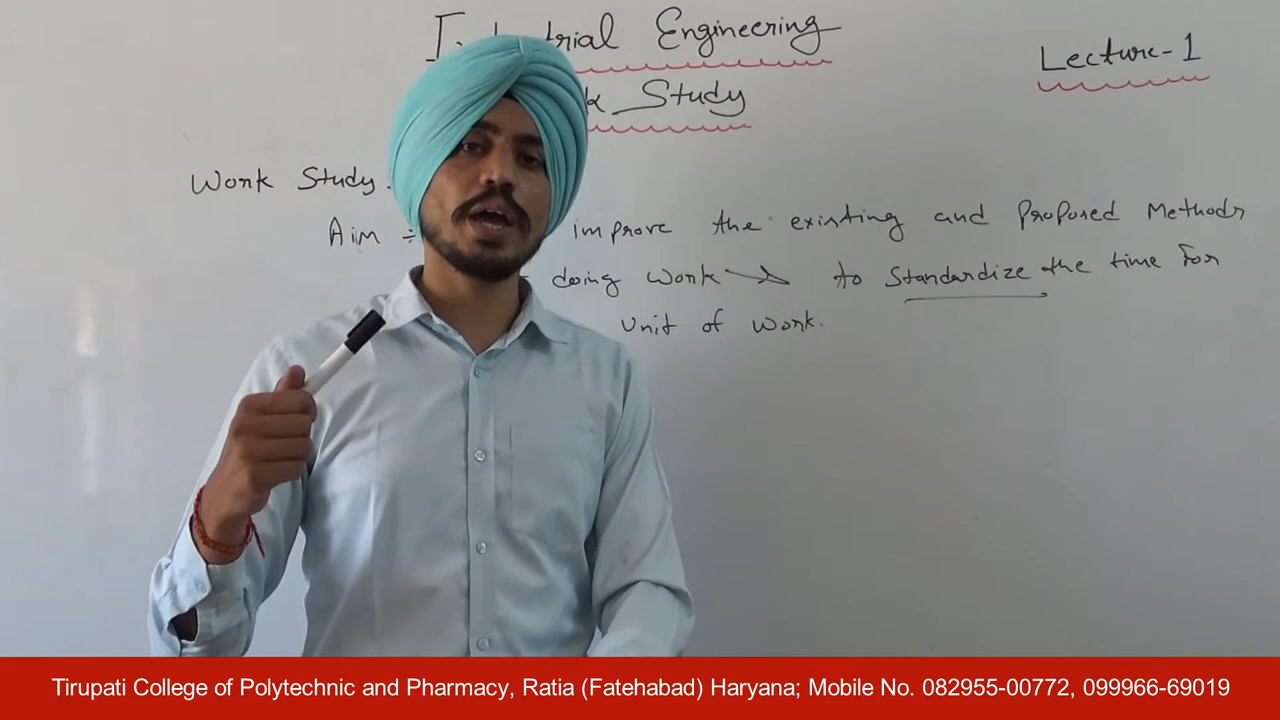 Industrial Engineering
Lecture-1
Study
Work Study
Aim ÷ improve the existing and Proposed Methods
doing work to Standardize the time for
Unit of Work.
Tirupati College of Polytechnic and Pharmacy, Ratia (Fatehabad) Haryana; Mobile No. 082955-00772, 099966-69019